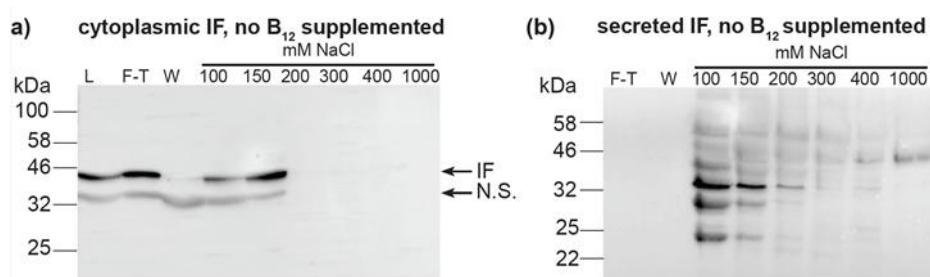 a) cytoplasmic IF, no B12 supplemented
mM NaCl
kDa L F-T W 100 150 200 300 400 1000
100
58
46
32
25
IF
N.S.
(b) secreted IF, no B12 supplemented
mM NaCl
kDa F-T W 100 150 200 300 400 1000
58
46
32
25
22